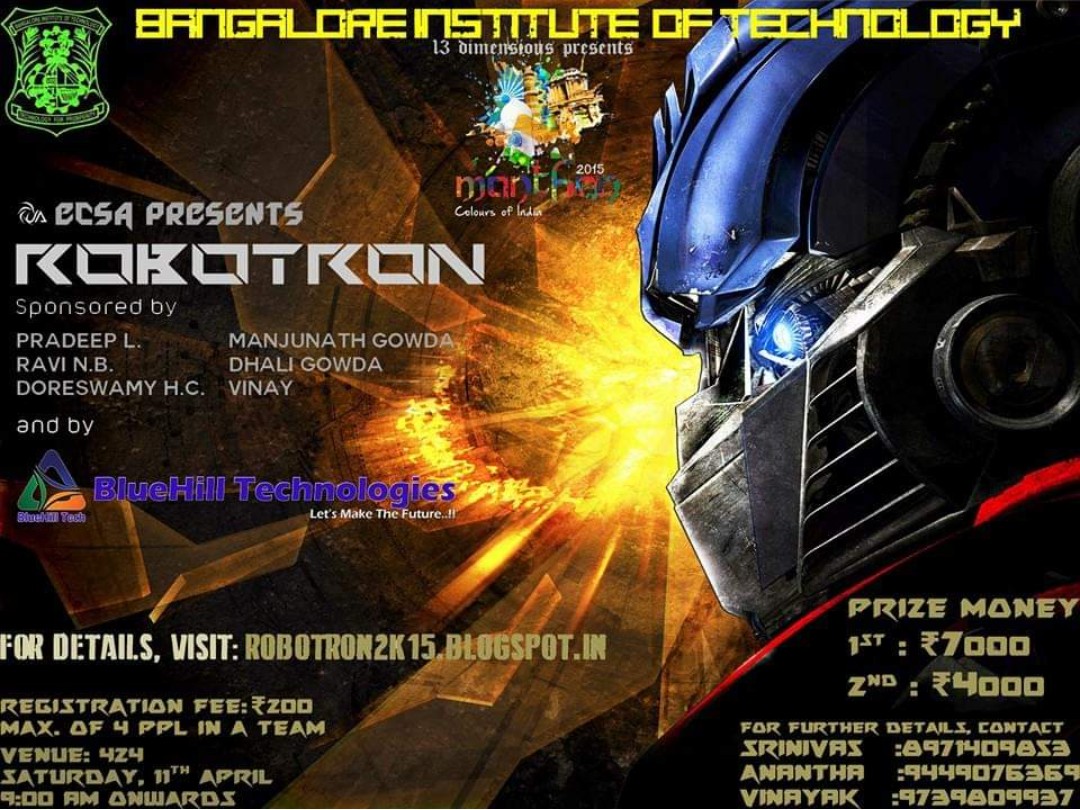 BANGALORE INSTITUTE OF TECHNOLOGY
13 dimensions presents
2015
manthan
Colours of India
ECSA PRESENTS
ROBOTRON
Sponsored by
PRADEEP L. MANJUNATH GOWDA
RAVI N.B. DHALI GOWDA
DORESWAMY H.C. VINAY
and by
BlueHill Technologies
BlueHill Tech
Let's Make The Future..!!
FOR DETAILS, VISIT: ROBOTRON2K15.BLOGSPOT.IN
REGISTRATION FEE:₹200
MAX. OF 4 PPL IN A TEAM
VENUE: 424
SATURDAY, 11TH APRIL
9:00 AM ONWARDS
PRIZE MONEY
1ST : ₹7000
2ND : ₹4000
FOR FURTHER DETAILS, CONTACT
SRINIVAS :8971409853
ANANTHA :9449076369
VINAYAK :9739809937